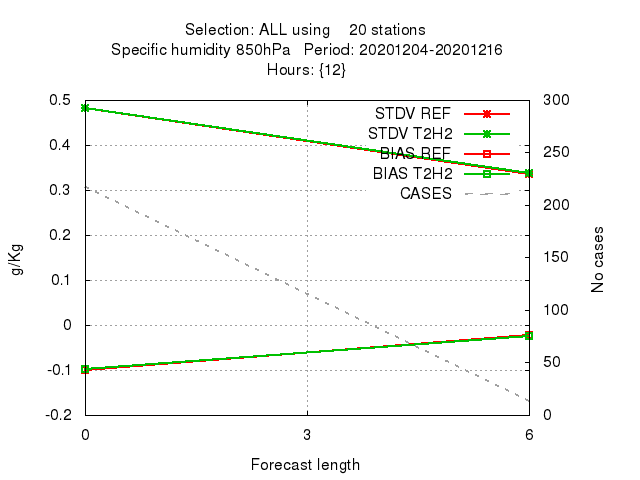 Selection: ALL using    20 stations
Specific humidity 850hPa   Period: 20201204-20201216
Hours: {12}
0.5
0.4
0.3
0.2
0.1
0
-0.1
-0.2
300
250
200
150
100
50
0
STDV REF
STDV T2H2
BIAS REF
BIAS T2H2
CASES
g/Kg
No cases
0
3
6
Forecast length